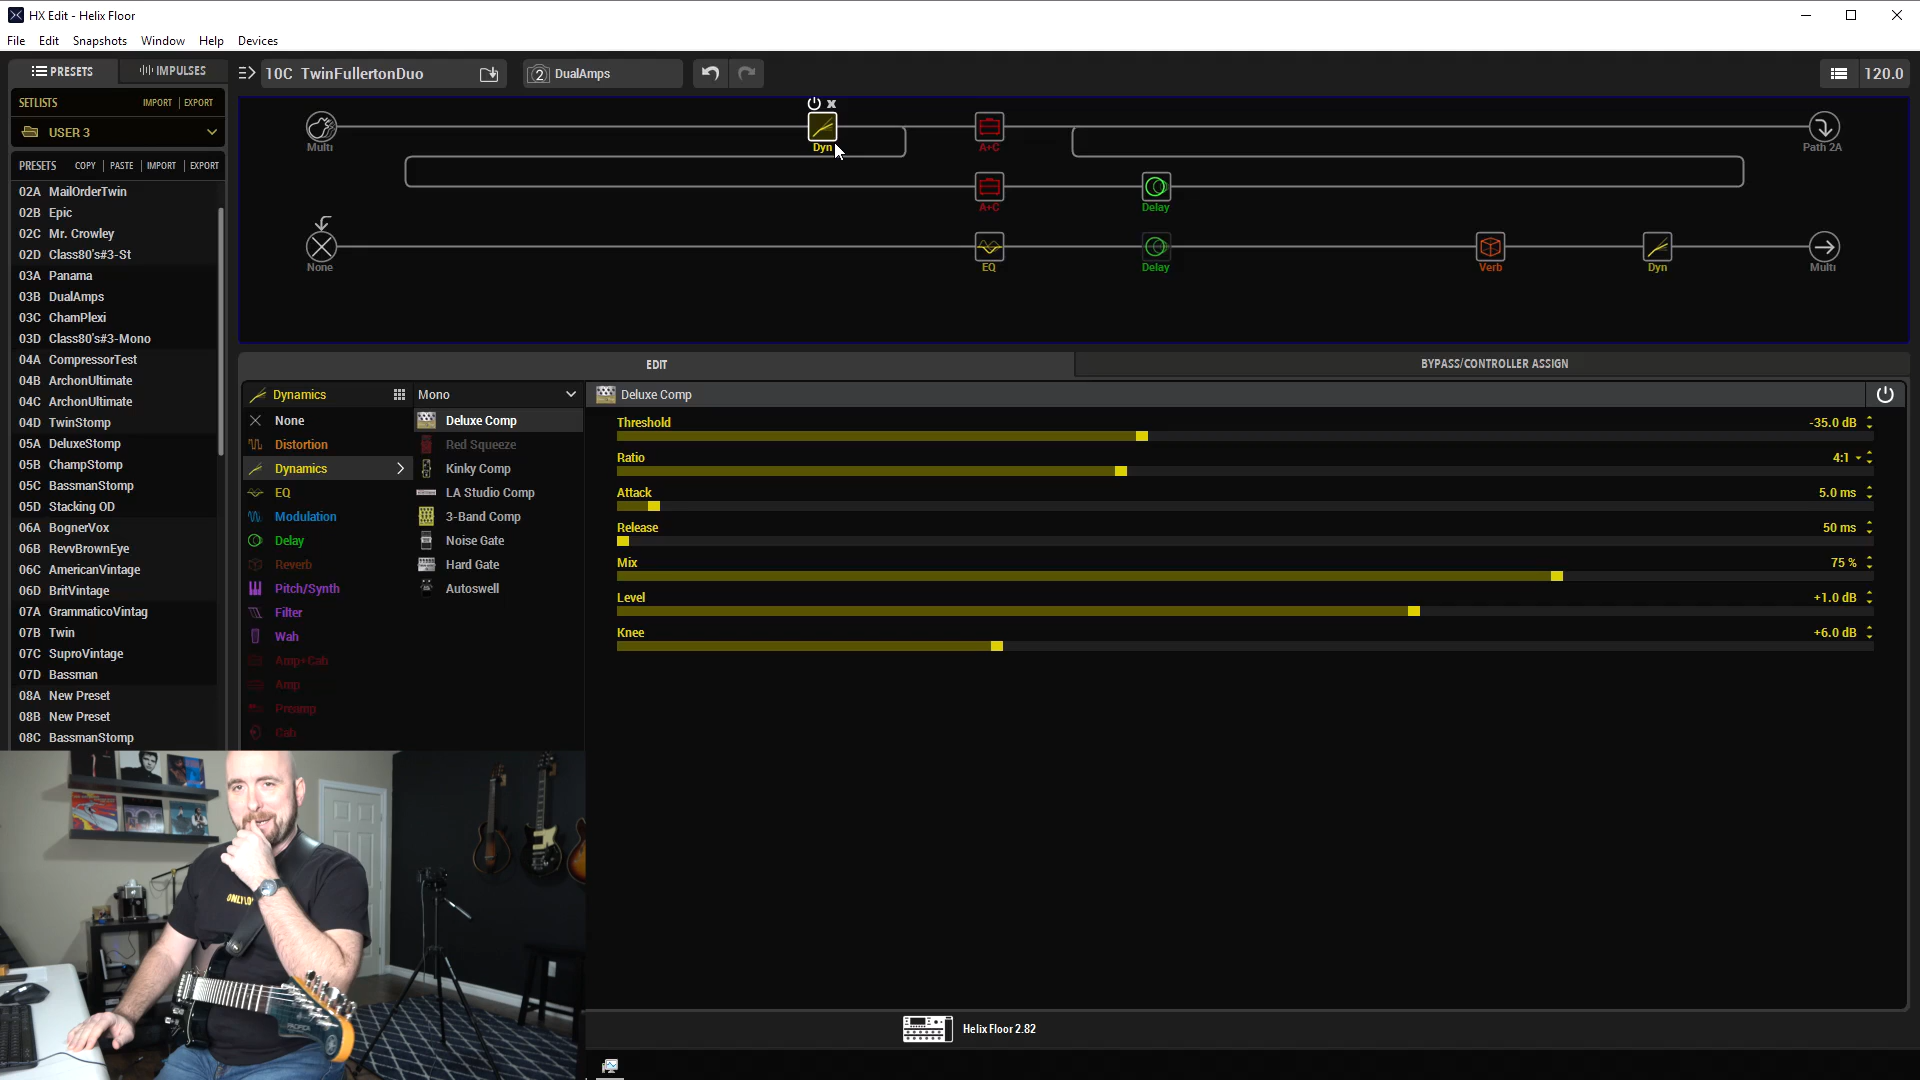 HX Edit - Helix Floor
File Edit Snapshots Window Help Devices
PRESETS IMPULSES
10C TwinFullertonDuo
2 DualAmps
120.0
SETLISTS IMPORT | EXPORT
USER 3
PRESETS COPY | PASTE | IMPORT | EXPORT
02A MailOrderTwin
02B Epic
02C Mr. Crowley
02D Class80's#3-St
03A Panama
03B DualAmps
03C ChamPlexi
03D Class80's#3-Mono
04A CompressorTest
04B ArchonUltimate
04C ArchonUltimate
04D TwinStomp
05A DeluxeStomp
05B ChampStomp
05C BassmanStomp
05D Stacking OD
06A BognerVox
06B RevvBrownEye
06C AmericanVintage
06D BritVintage
07A GrammaticoVintag
07B Twin
07C SuproVintage
07D Bassman
08A New Preset
08B New Preset
08C BassmanStomp
Multi
Dyn
A+C
Path 2A
A+C
Delay
None
EQ
Delay
Verb
Dyn
Multi
EDIT
BYPASS/CONTROLLER ASSIGN
Dynamics
None
Distortion
Dynamics
EQ
Modulation
Delay
Reverb
Pitch/Synth
Filter
Wah
Amp+Cab
Amp
Preamp
Cab
Mono
Deluxe Comp
Red Squeeze
Kinky Comp
LA Studio Comp
3-Band Comp
Noise Gate
Hard Gate
Autoswell
Deluxe Comp
Threshold -35.0 dB
Ratio 4:1
Attack 5.0 ms
Release 50 ms
Mix 75 %
Level +1.0 dB
Knee +6.0 dB
Helix Floor 2.82